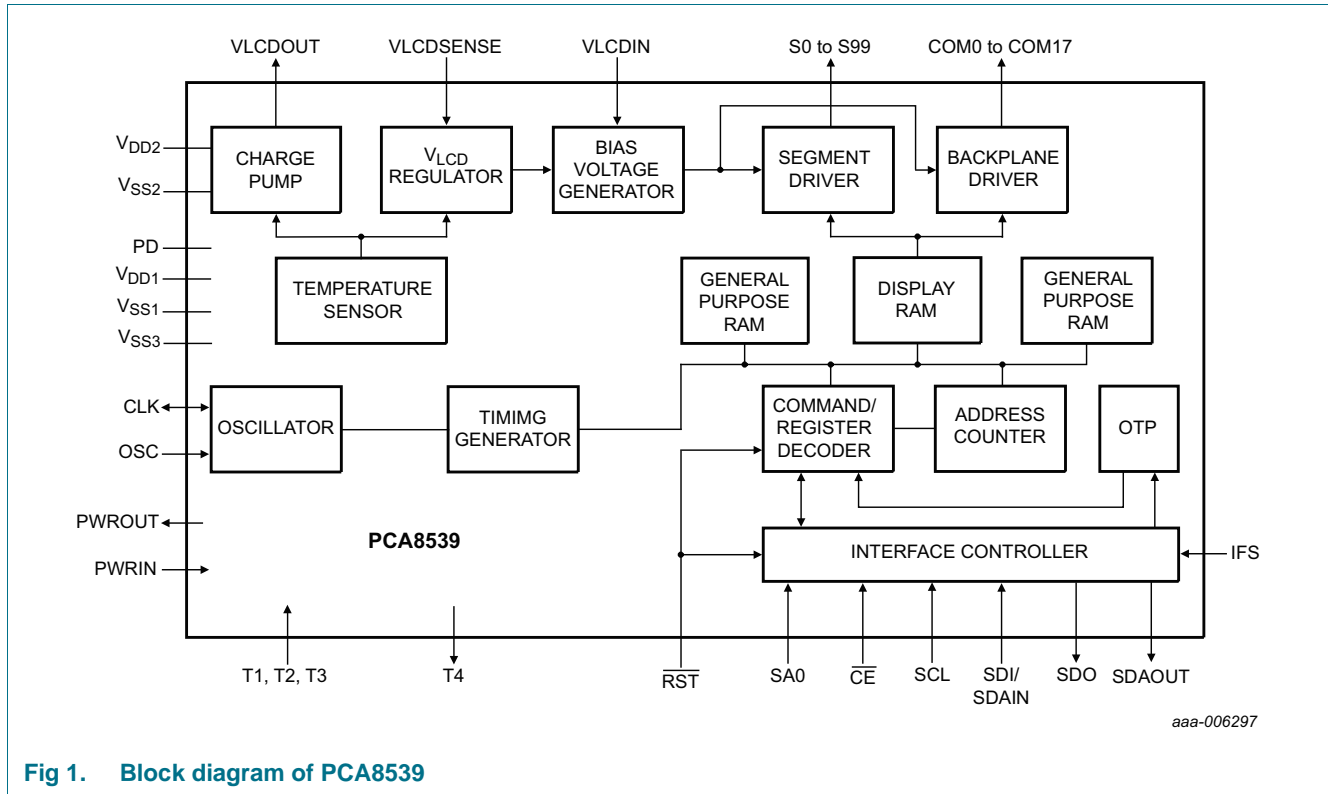 VLCDOUT
VLCDSENSE
VLCDIN
S0 to S99
COM0 to COM17
VDD2
VSS2
PD
VDD1
VSS1
VSS3
CHARGE
PUMP
VLCD
REGULATOR
BIAS
VOLTAGE
GENERATOR
SEGMENT
DRIVER
BACKPLANE
DRIVER
TEMPERATURE
SENSOR
GENERAL
PURPOSE
RAM
DISPLAY
RAM
GENERAL
PURPOSE
RAM
CLK
OSC
OSCILLATOR
TIMIMG
GENERATOR
COMMAND/
REGISTER
DECODER
ADDRESS
COUNTER
OTP
PWROUT
PWRIN
PCA8539
INTERFACE CONTROLLER
IFS
T1, T2, T3
T4
RST
SA0
CE
SCL
SDI/
SDAIN
SDO
SDAOUT
aaa-006297
Fig 1. Block diagram of PCA8539